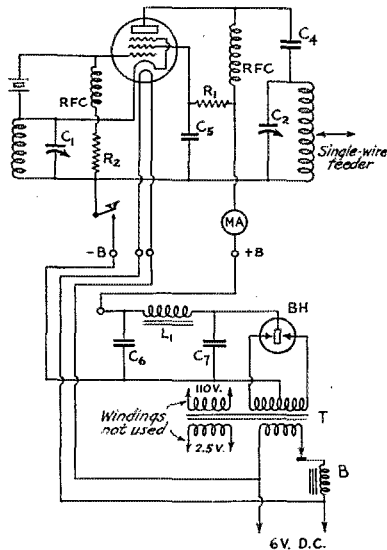 C4
RFC
RFC
R1
C1
C5
C2
R2
Single-wire
feeder
MA
-B
+B
BH
L1
C6
C7
110V.
Windings
not used
T
2.5V.
B
6V. D.C.